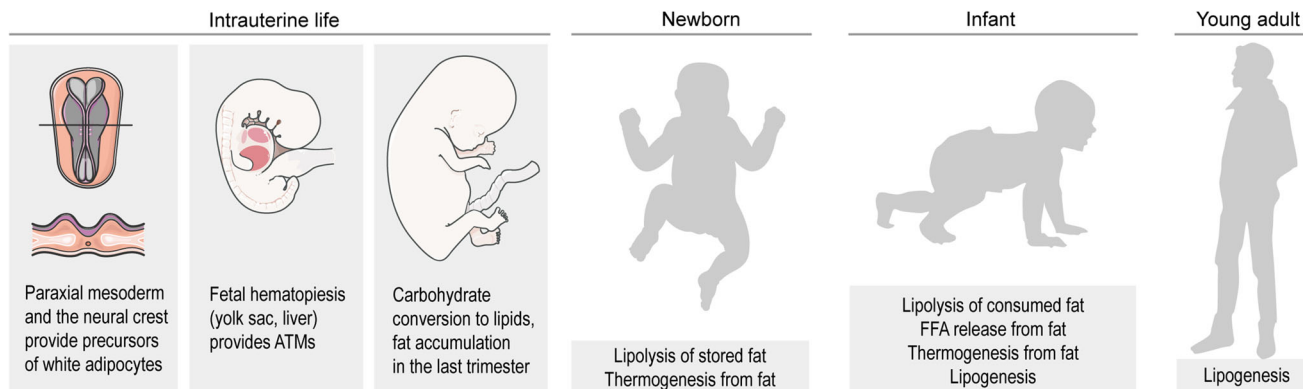 Intrauterine life
Newborn
Infant
Young adult
Paraxial mesoderm
and the neural crest
provide precursors
of white adipocytes
Fetal hematopiesis
(yolk sac, liver)
provides ATMs
Carbohydrate
conversion to lipids,
fat accumulation
in the last trimester
Lipolysis of stored fat
Thermogenesis from fat
Lipolysis of consumed fat
FFA release from fat
Thermogenesis from fat
Lipogenesis
Lipogenesis